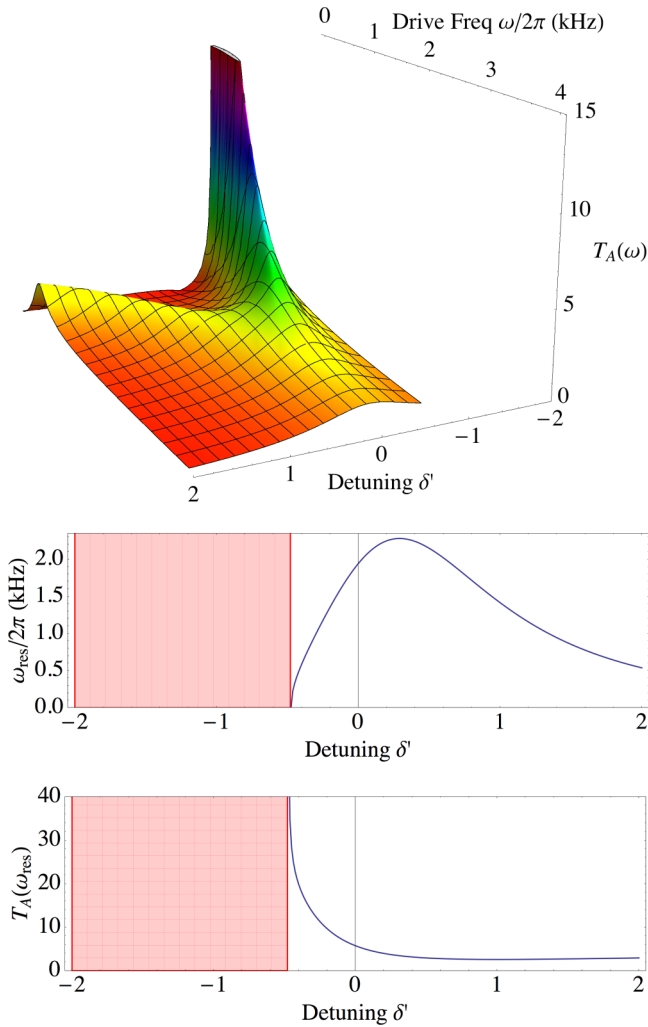 Drive Freq ω/2π (kHz)
0
1
2
3
4
15
10
T_A(ω)
5
0
2
1
0
-1
-2
Detuning δ'
ω_res/2π (kHz)
2.0
1.5
1.0
0.5
0.0
-2 -1 0 1 2
Detuning δ'
T_A(ω_res)
40
30
20
10
0
-2 -1 0 1 2
Detuning δ'